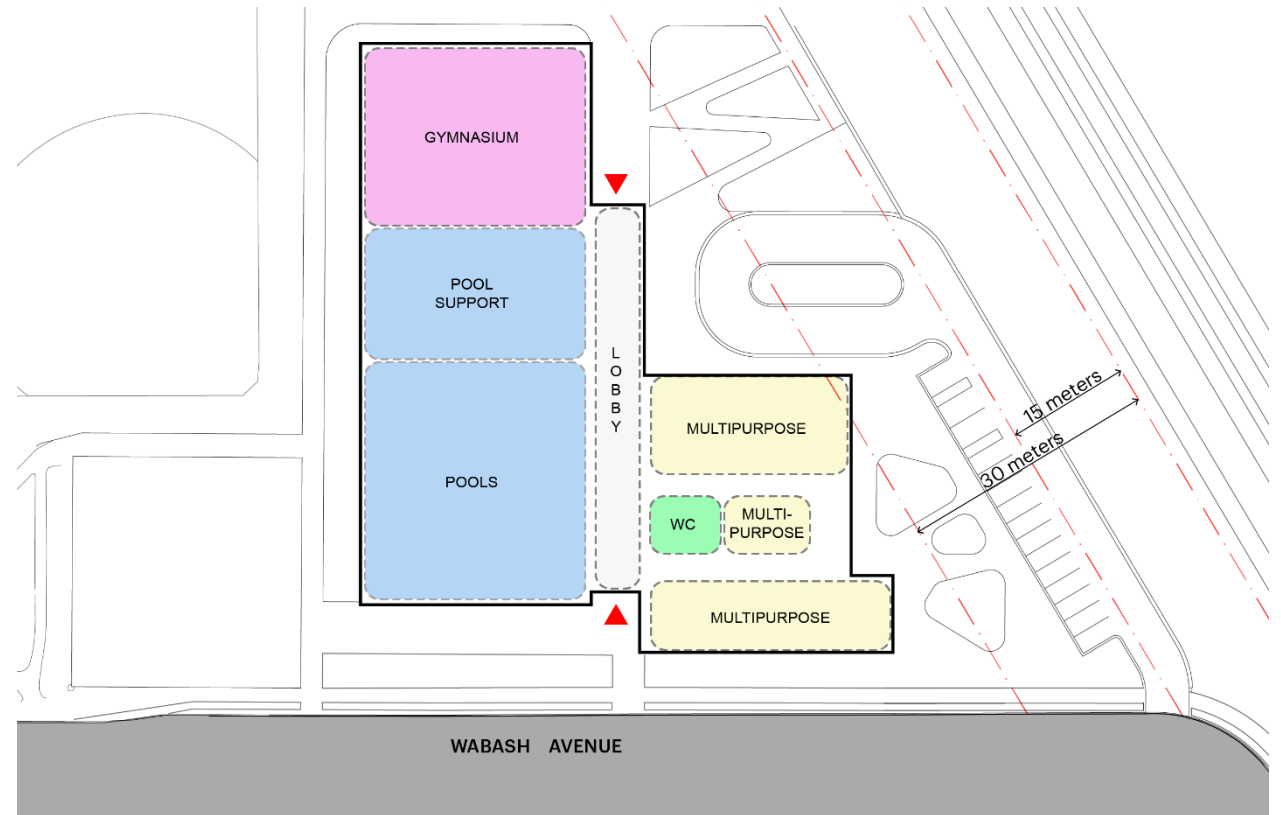 GYMNASIUM
POOL
SUPPORT
L
O
B
B
Y
15 meters
30 meters
MULTIPURPOSE
POOLS
WC
MULTI-
PURPOSE
MULTIPURPOSE
WABASH AVENUE